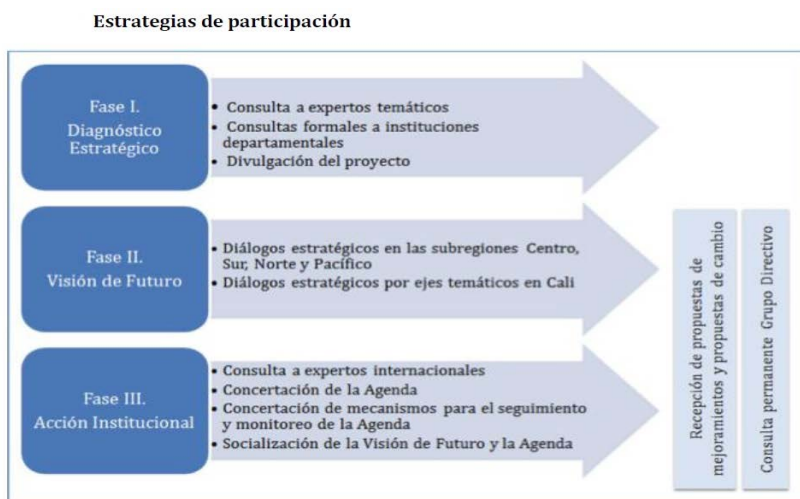 Estrategias de participación
Fase I.
Diagnóstico
Estratégico
• Consulta a expertos temáticos
• Consultas formales a instituciones
departamentales
• Divulgación del proyecto
Fase II.
Visión de Futuro
• Diálogos estratégicos en las subregiones Centro,
Sur, Norte y Pacífico
• Diálogos estratégicos por ejes temáticos en Cali
Fase III.
Acción Institucional
• Consulta a expertos internacionales
• Concertación de la Agenda
• Concertación de mecanismos para el seguimiento
y monitoreo de la Agenda
• Socialización de la Visión de Futuro y la Agenda
Recepción de propuestas de
mejoramientos y propuestas de cambio
Consulta permanente Grupo Directivo